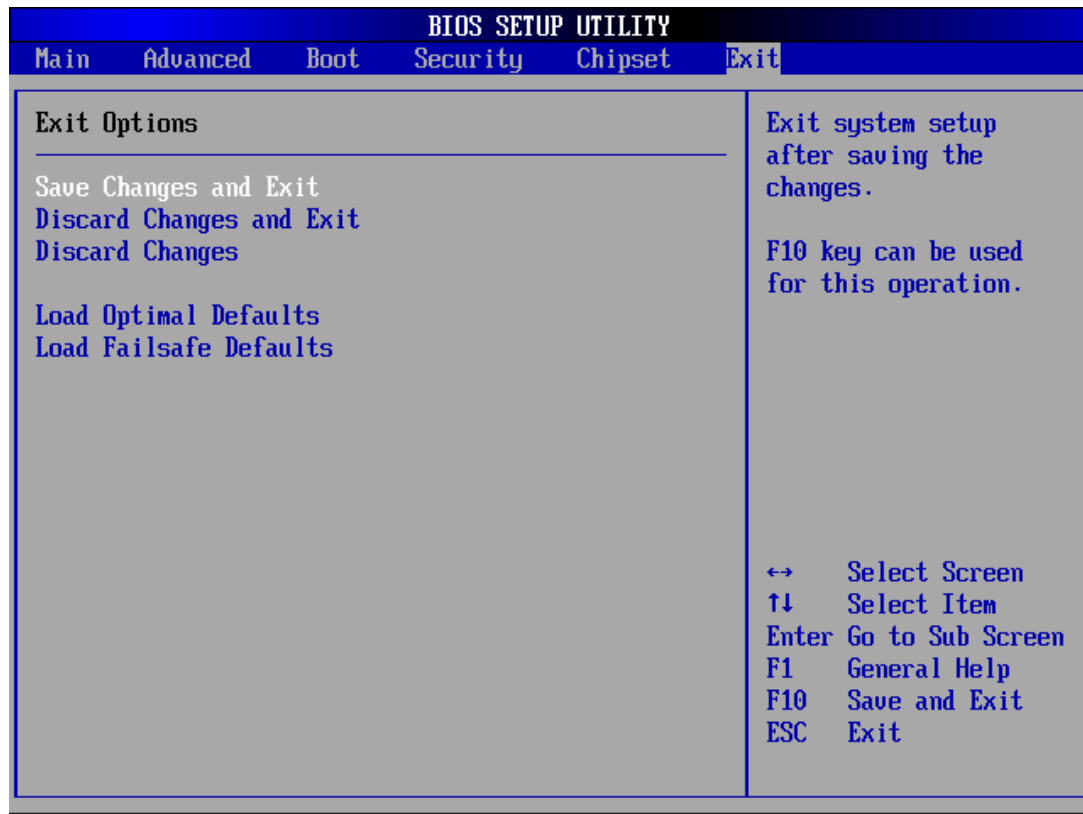 BIOS SETUP UTILITY
Main Advanced Boot Security Chipset Exit
Exit Options
Save Changes and Exit
Discard Changes and Exit
Discard Changes
Load Optimal Defaults
Load Failsafe Defaults
Exit system setup
after saving the
changes.
F10 key can be used
for this operation.
←→ Select Screen
↑↓ Select Item
Enter Go to Sub Screen
F1 General Help
F10 Save and Exit
ESC Exit